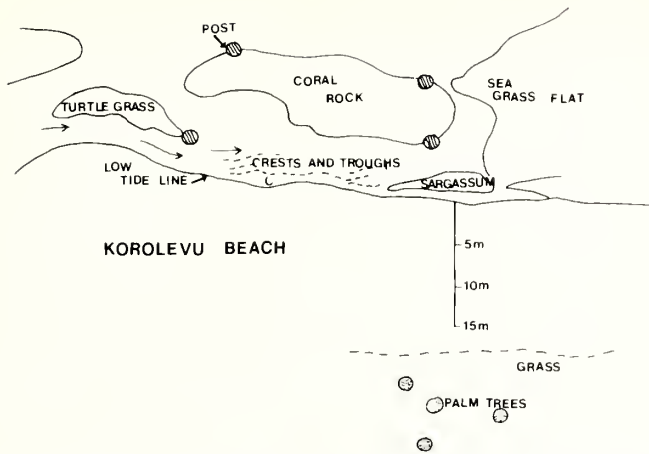 POST
CORAL
ROCK
SEA
GRASS FLAT
TURTLE GRASS
CRESTS AND TROUGHS
LOW
TIDE LINE
SARGASSUM
KOROLEVU BEACH
5m
10m
15m
GRASS
PALM TREES